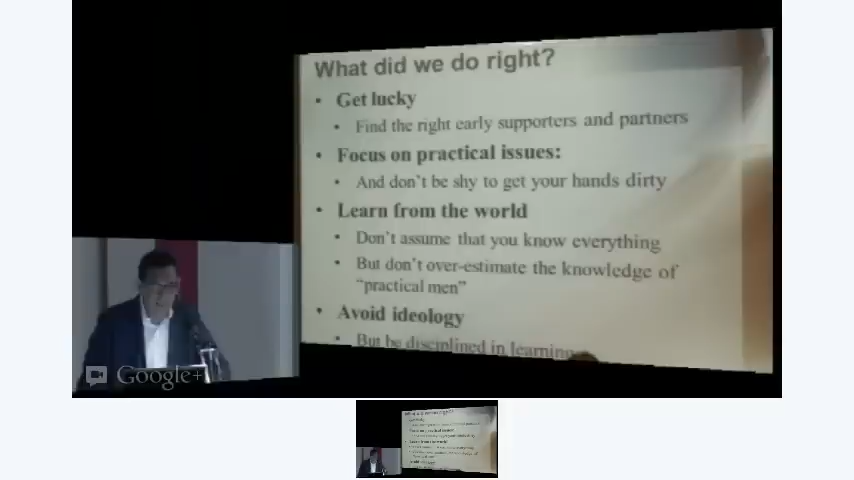 What did we do right?
• Get lucky
• Find the right early supporters and partners
• Focus on practical issues:
• And don't be shy to get your hands dirty
• Learn from the world
• Don't assume that you know everything
• But don't over-estimate the knowledge of
"practical men"
• Avoid ideology
• But be disciplined in learning
Google+